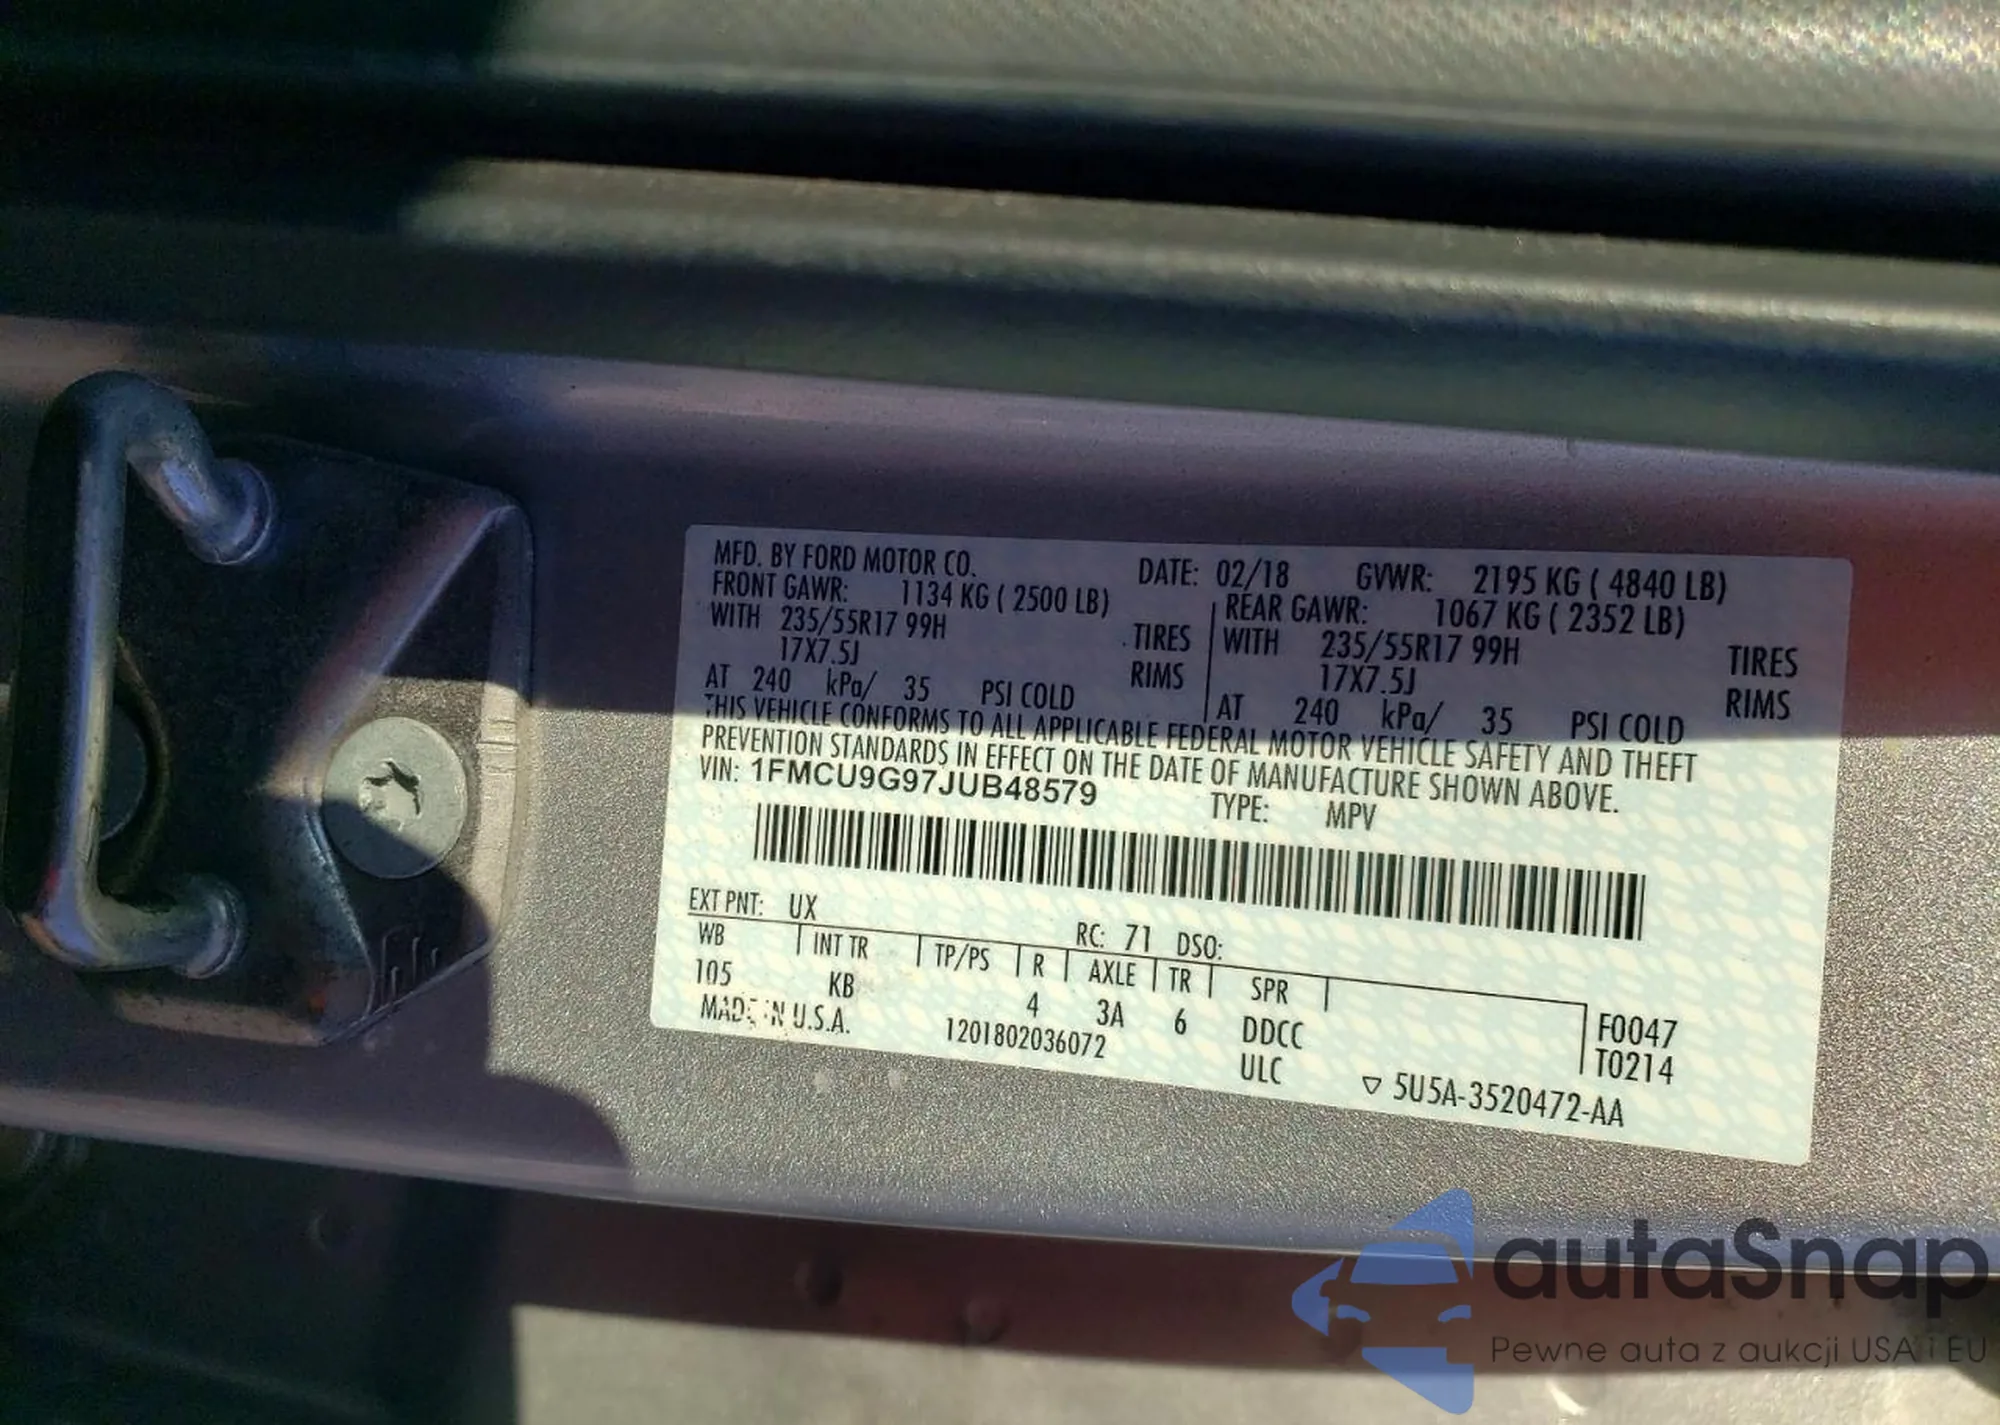 MFD. BY FORD MOTOR CO. DATE: 02/18 GVWR: 2195 KG ( 4840 LB)
FRONT GAWR: 1134 KG ( 2500 LB) REAR GAWR: 1067 KG ( 2352 LB)
WITH 235/55R17 99H TIRES WITH 235/55R17 99H TIRES
17X7.5J RIMS 17X7.5J RIMS
AT 240 kPa/ 35 PSI COLD AT 240 kPa/ 35 PSI COLD
THIS VEHICLE CONFORMS TO ALL APPLICABLE FEDERAL MOTOR VEHICLE SAFETY AND THEFT
PREVENTION STANDARDS IN EFFECT ON THE DATE OF MANUFACTURE SHOWN ABOVE.
VIN: 1FMCU9G97JUB48579 TYPE: MPV
EXT PNT: UX RC: 71 DSO:
WB INT TR TP/PS R AXLE TR SPR
105 KB 4 3A 6 DDCC F0047
ULC T0214
MADE IN U.S.A. 1201802036072 5U5A-3520472-AA
autaSnap
Pewne auta z aukcji USA i EU